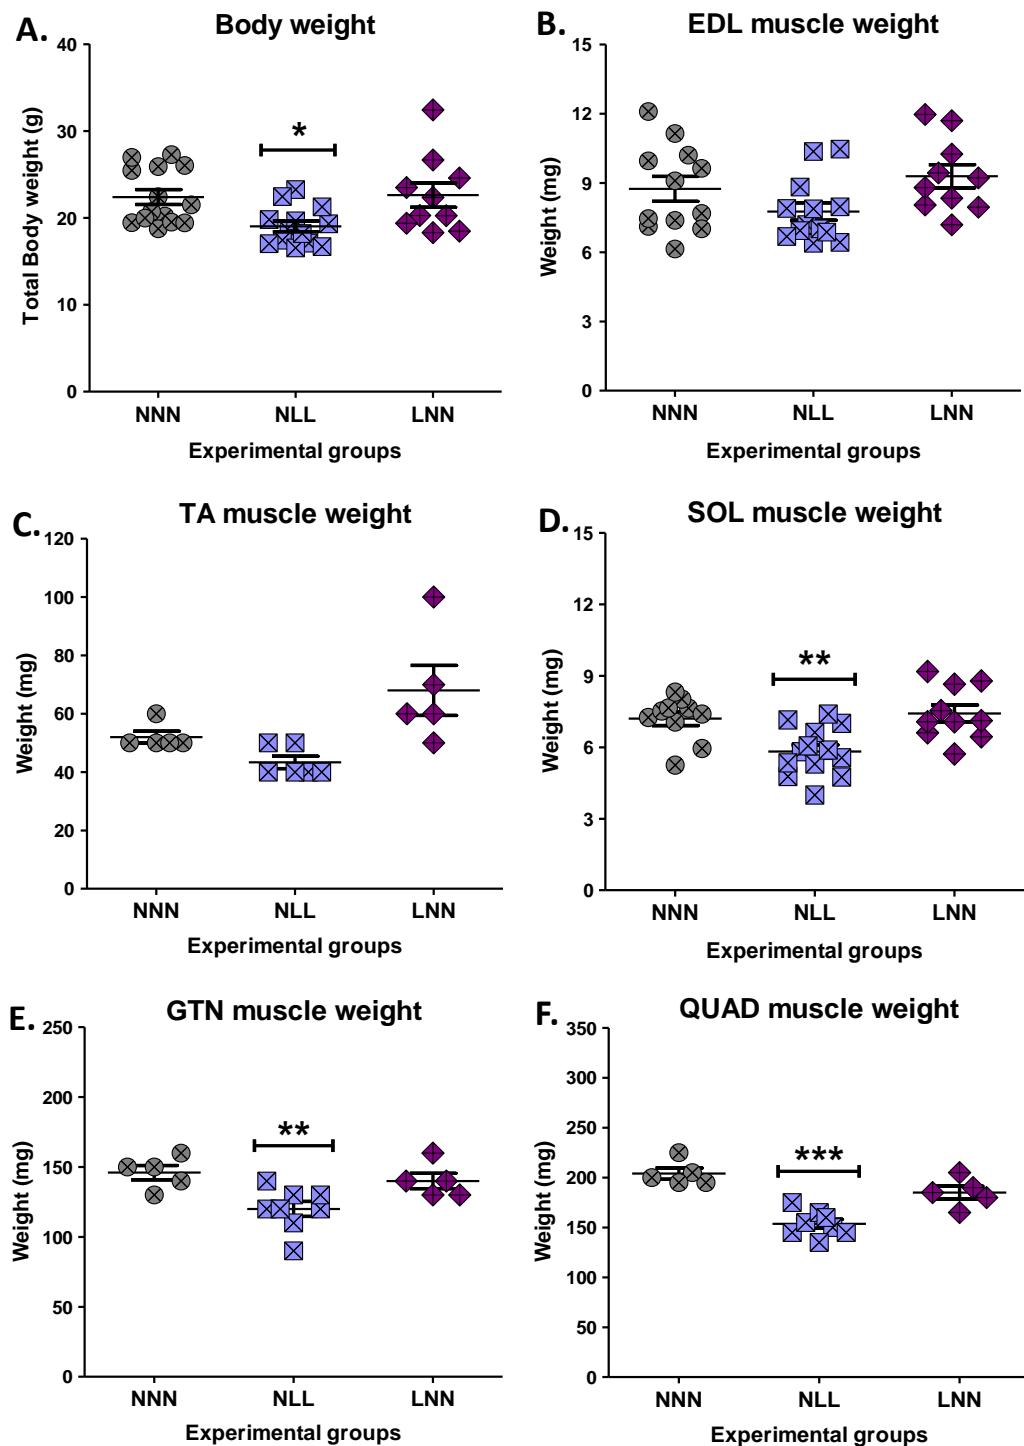 A.
Body weight
40
30
20
10
0
Total Body weight (g)
*
NNN NLL LNN
Experimental groups
B.
EDL muscle weight
15
12
9
6
3
0
Weight (mg)
NNN NLL LNN
Experimental groups
C.
TA muscle weight
120
100
80
60
40
20
0
Weight (mg)
NNN NLL LNN
Experimental groups
D.
SOL muscle weight
15
12
9
6
3
0
Weight (mg)
**
NNN NLL LNN
Experimental groups
E.
GTN muscle weight
250
200
150
100
50
0
Weight (mg)
**
NNN NLL LNN
Experimental groups
F.
QUAD muscle weight
350
300
250
200
150
100
50
0
Weight (mg)
***
NNN NLL LNN
Experimental groups